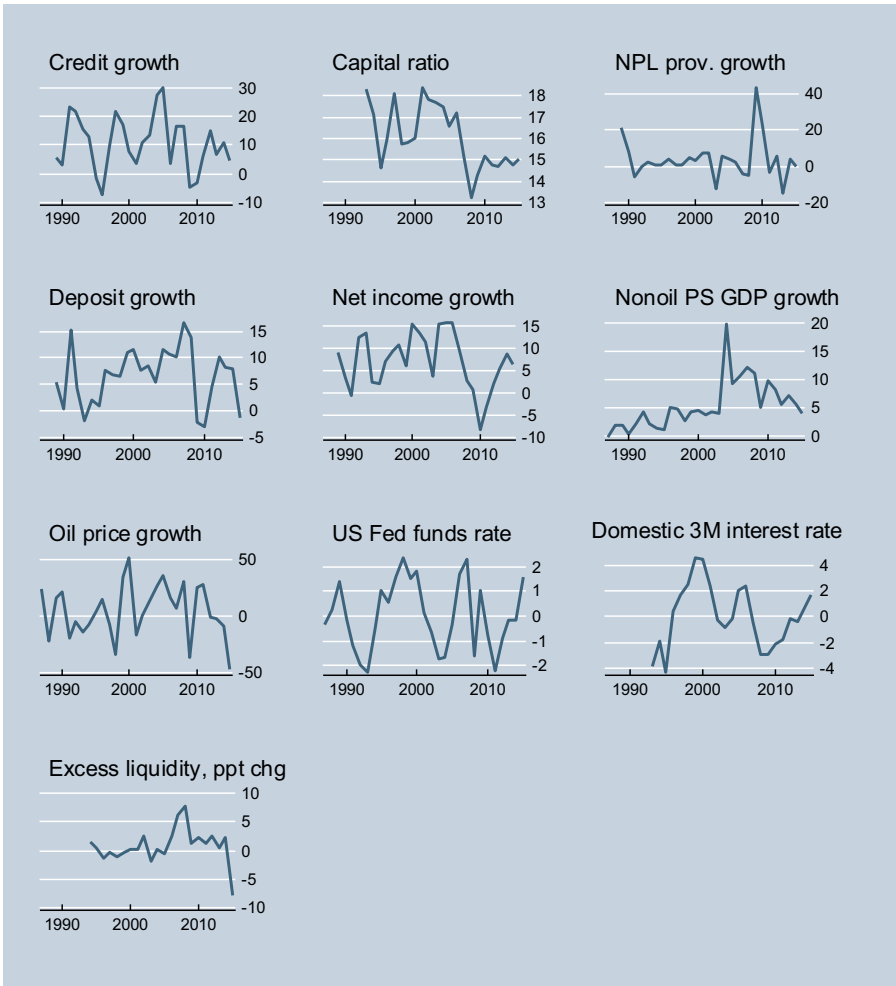 Credit growth
30
20
10
0
-10
1990 2000 2010
Capital ratio
18
17
16
15
14
13
1990 2000 2010
NPL prov. growth
40
20
0
-20
1990 2000 2010
Deposit growth
15
10
5
0
-5
1990 2000 2010
Net income growth
15
10
5
0
-5
-10
1990 2000 2010
Nonoil PS GDP growth
20
15
10
5
0
1990 2000 2010
Oil price growth
50
0
-50
1990 2000 2010
US Fed funds rate
2
1
0
-1
-2
1990 2000 2010
Domestic 3M interest rate
4
2
0
-2
-4
1990 2000 2010
Excess liquidity, ppt chg
10
5
0
-5
-10
1990 2000 2010